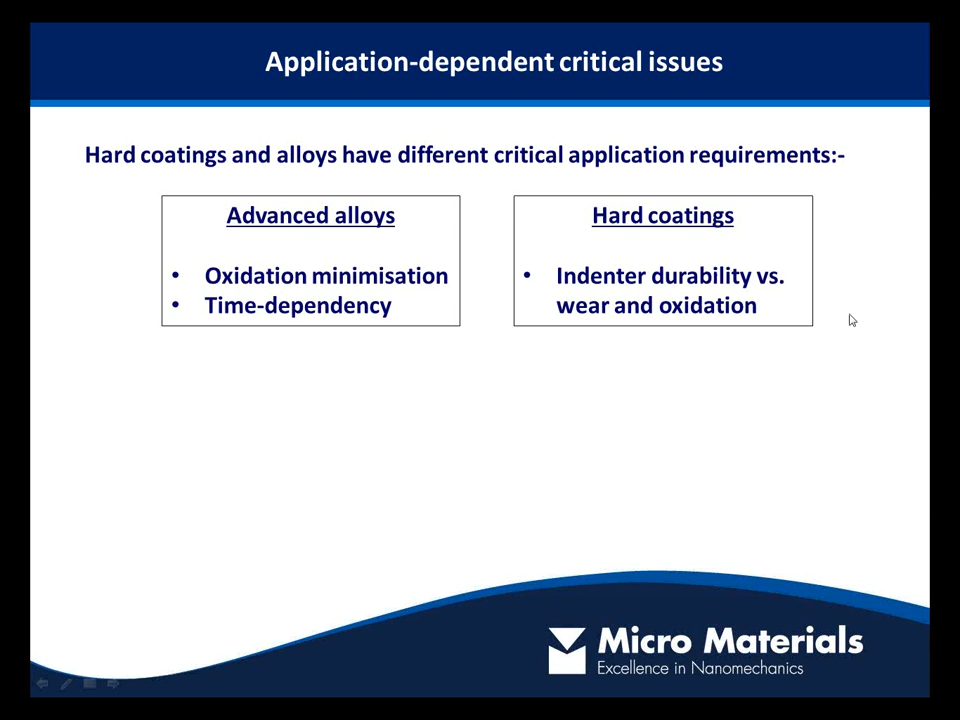 Application-dependent critical issues
Hard coatings and alloys have different critical application requirements:-
Advanced alloys
• Oxidation minimisation
• Time-dependency
Hard coatings
• Indenter durability vs.
wear and oxidation
Micro Materials
Excellence in Nanomechanics